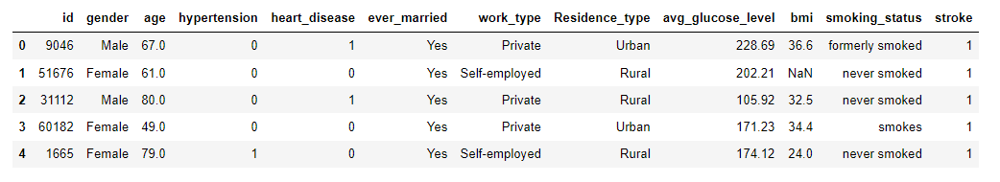 id gender age hypertension heart_disease ever_married work_type Residence_type avg_glucose_level bmi smoking_status stroke
0 9046 Male 67.0 0 1 Yes Private Urban 228.69 36.6 formerly smoked 1
1 51676 Female 61.0 0 0 Yes Self-employed Rural 202.21 NaN never smoked 1
2 31112 Male 80.0 0 1 Yes Private Rural 105.92 32.5 never smoked 1
3 60182 Female 49.0 0 0 Yes Private Urban 171.23 34.4 smokes 1
4 1665 Female 79.0 1 0 Yes Self-employed Rural 174.12 24.0 never smoked 1